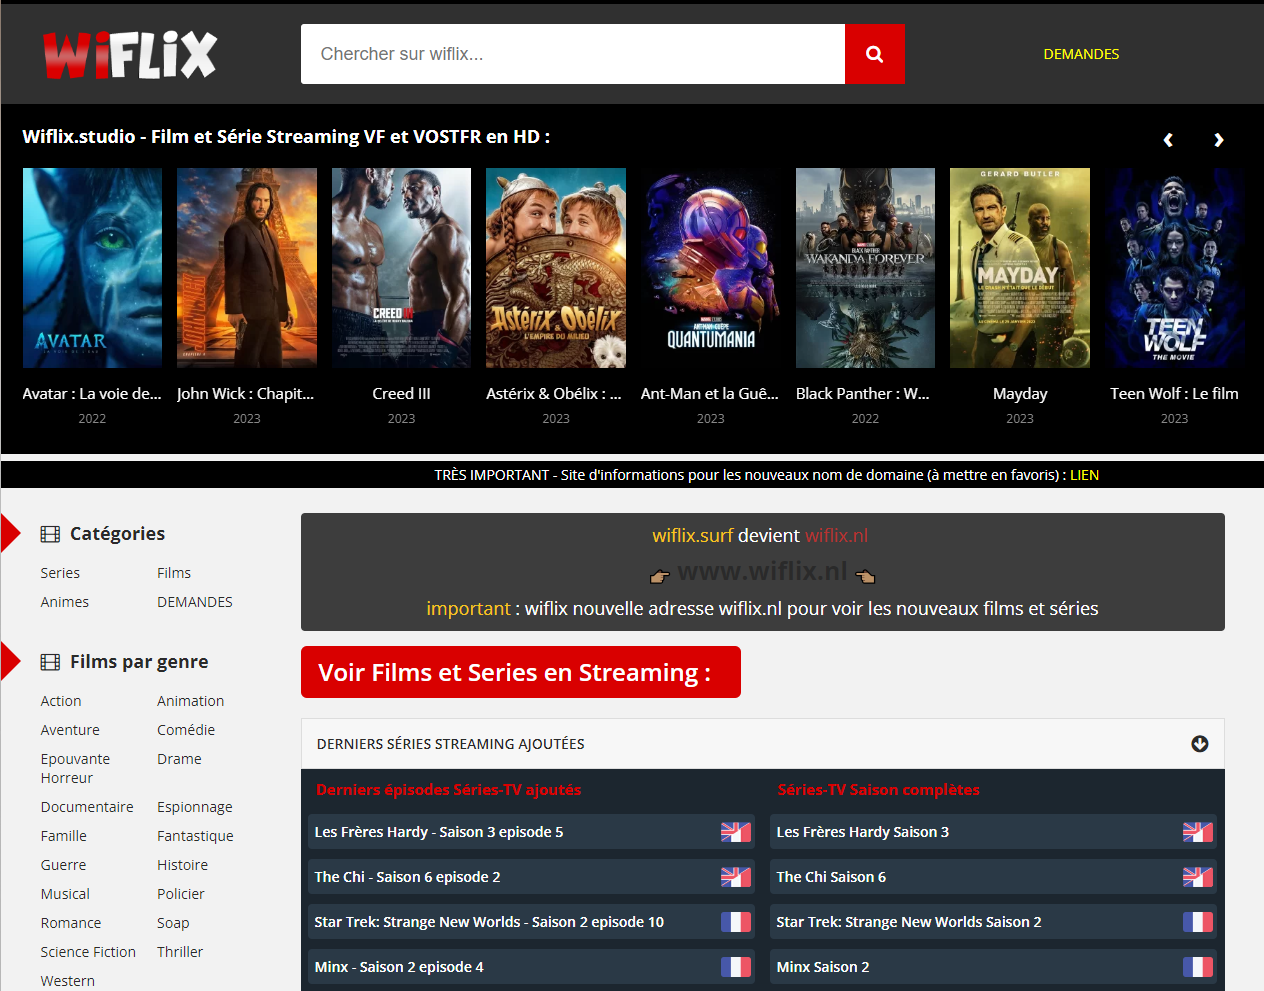 WiFLiX
Chercher sur wiflix...
DEMANDES
Wiflix.studio - Film et Série Streaming VF et VOSTFR en HD :
AVATAR
CREED III
Astérix & Obélix
L'EMPIRE DU MILIEU
QUANTUMANIA
BLACK PANTHER
WAKANDA FOREVER
GERARD BUTLER
MAYDAY
TEEN WOLF
THE MOVIE
Avatar : La voie de...
John Wick : Chapit...
Creed III
Astérix & Obélix : ...
Ant-Man et la Guê...
Black Panther : W...
Mayday
Teen Wolf : Le film
2022
2023
2023
2023
2023
2022
2023
2023
TRÈS IMPORTANT - Site d'informations pour les nouveaux nom de domaine (à mettre en favoris) : LIEN
Catégories
Series
Films
Animes
DEMANDES
Films par genre
Action
Animation
Aventure
Comédie
Epouvante
Horreur
Drame
Documentaire
Espionnage
Famille
Fantastique
Guerre
Histoire
Musical
Policier
Romance
Soap
Science Fiction
Thriller
Western
wiflix.surf devient wiflix.nl
www.wiflix.nl
important : wiflix nouvelle adresse wiflix.nl pour voir les nouveaux films et séries
Voir Films et Series en Streaming :
DERNIERS SÉRIES STREAMING AJOUTÉES
Derniers épisodes Séries-TV ajoutés
Les Frères Hardy - Saison 3 episode 5
The Chi - Saison 6 episode 2
Star Trek: Strange New Worlds - Saison 2 episode 10
Minx - Saison 2 episode 4
Séries-TV Saison complètes
Les Frères Hardy Saison 3
The Chi Saison 6
Star Trek: Strange New Worlds Saison 2
Minx Saison 2